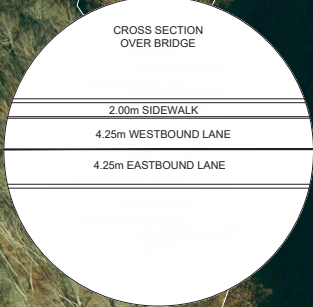 CROSS SECTION
OVER BRIDGE
2.00m SIDEWALK
4.25m WESTBOUND LANE
4.25m EASTBOUND LANE